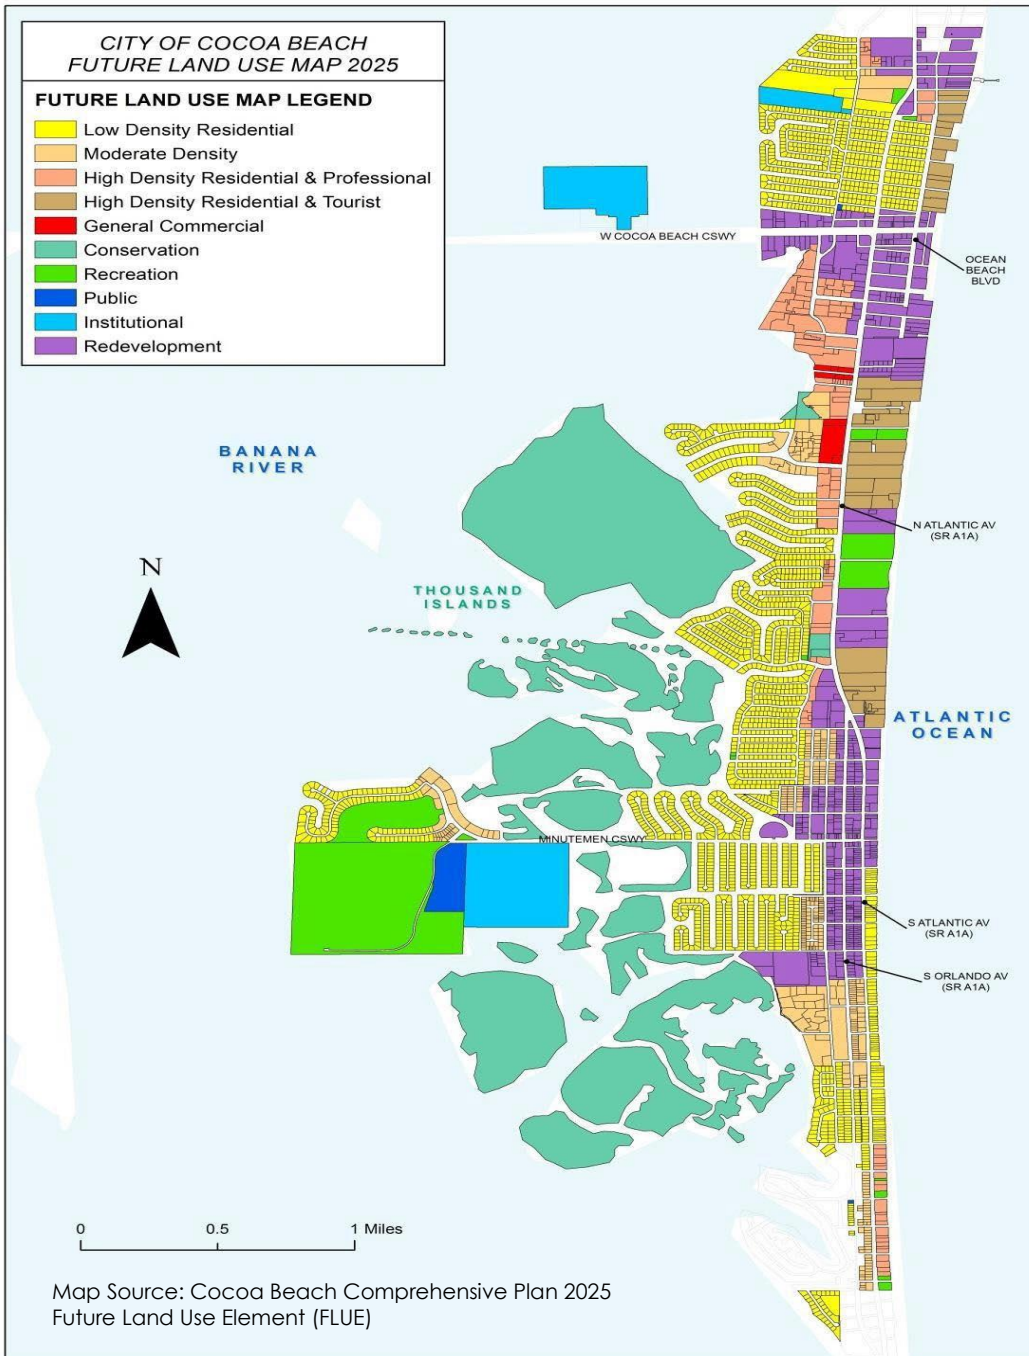 CITY OF COCOA BEACH
FUTURE LAND USE MAP 2025
FUTURE LAND USE MAP LEGEND
Low Density Residential
Moderate Density
High Density Residential & Professional
High Density Residential & Tourist
General Commercial
Conservation
Recreation
Public
Institutional
Redevelopment
W COCOA BEACH CSWY
OCEAN
BEACH
BLVD
BANANA
RIVER
N ATLANTIC AV
(SR A1A)
N
THOUSAND
ISLANDS
ATLANTIC
OCEAN
MINUTEMEN CSWY
S ATLANTIC AV
(SR A1A)
S ORLANDO AV
(SR A1A)
0 0.5 1 Miles
Map Source: Cocoa Beach Comprehensive Plan 2025
Future Land Use Element (FLUE)